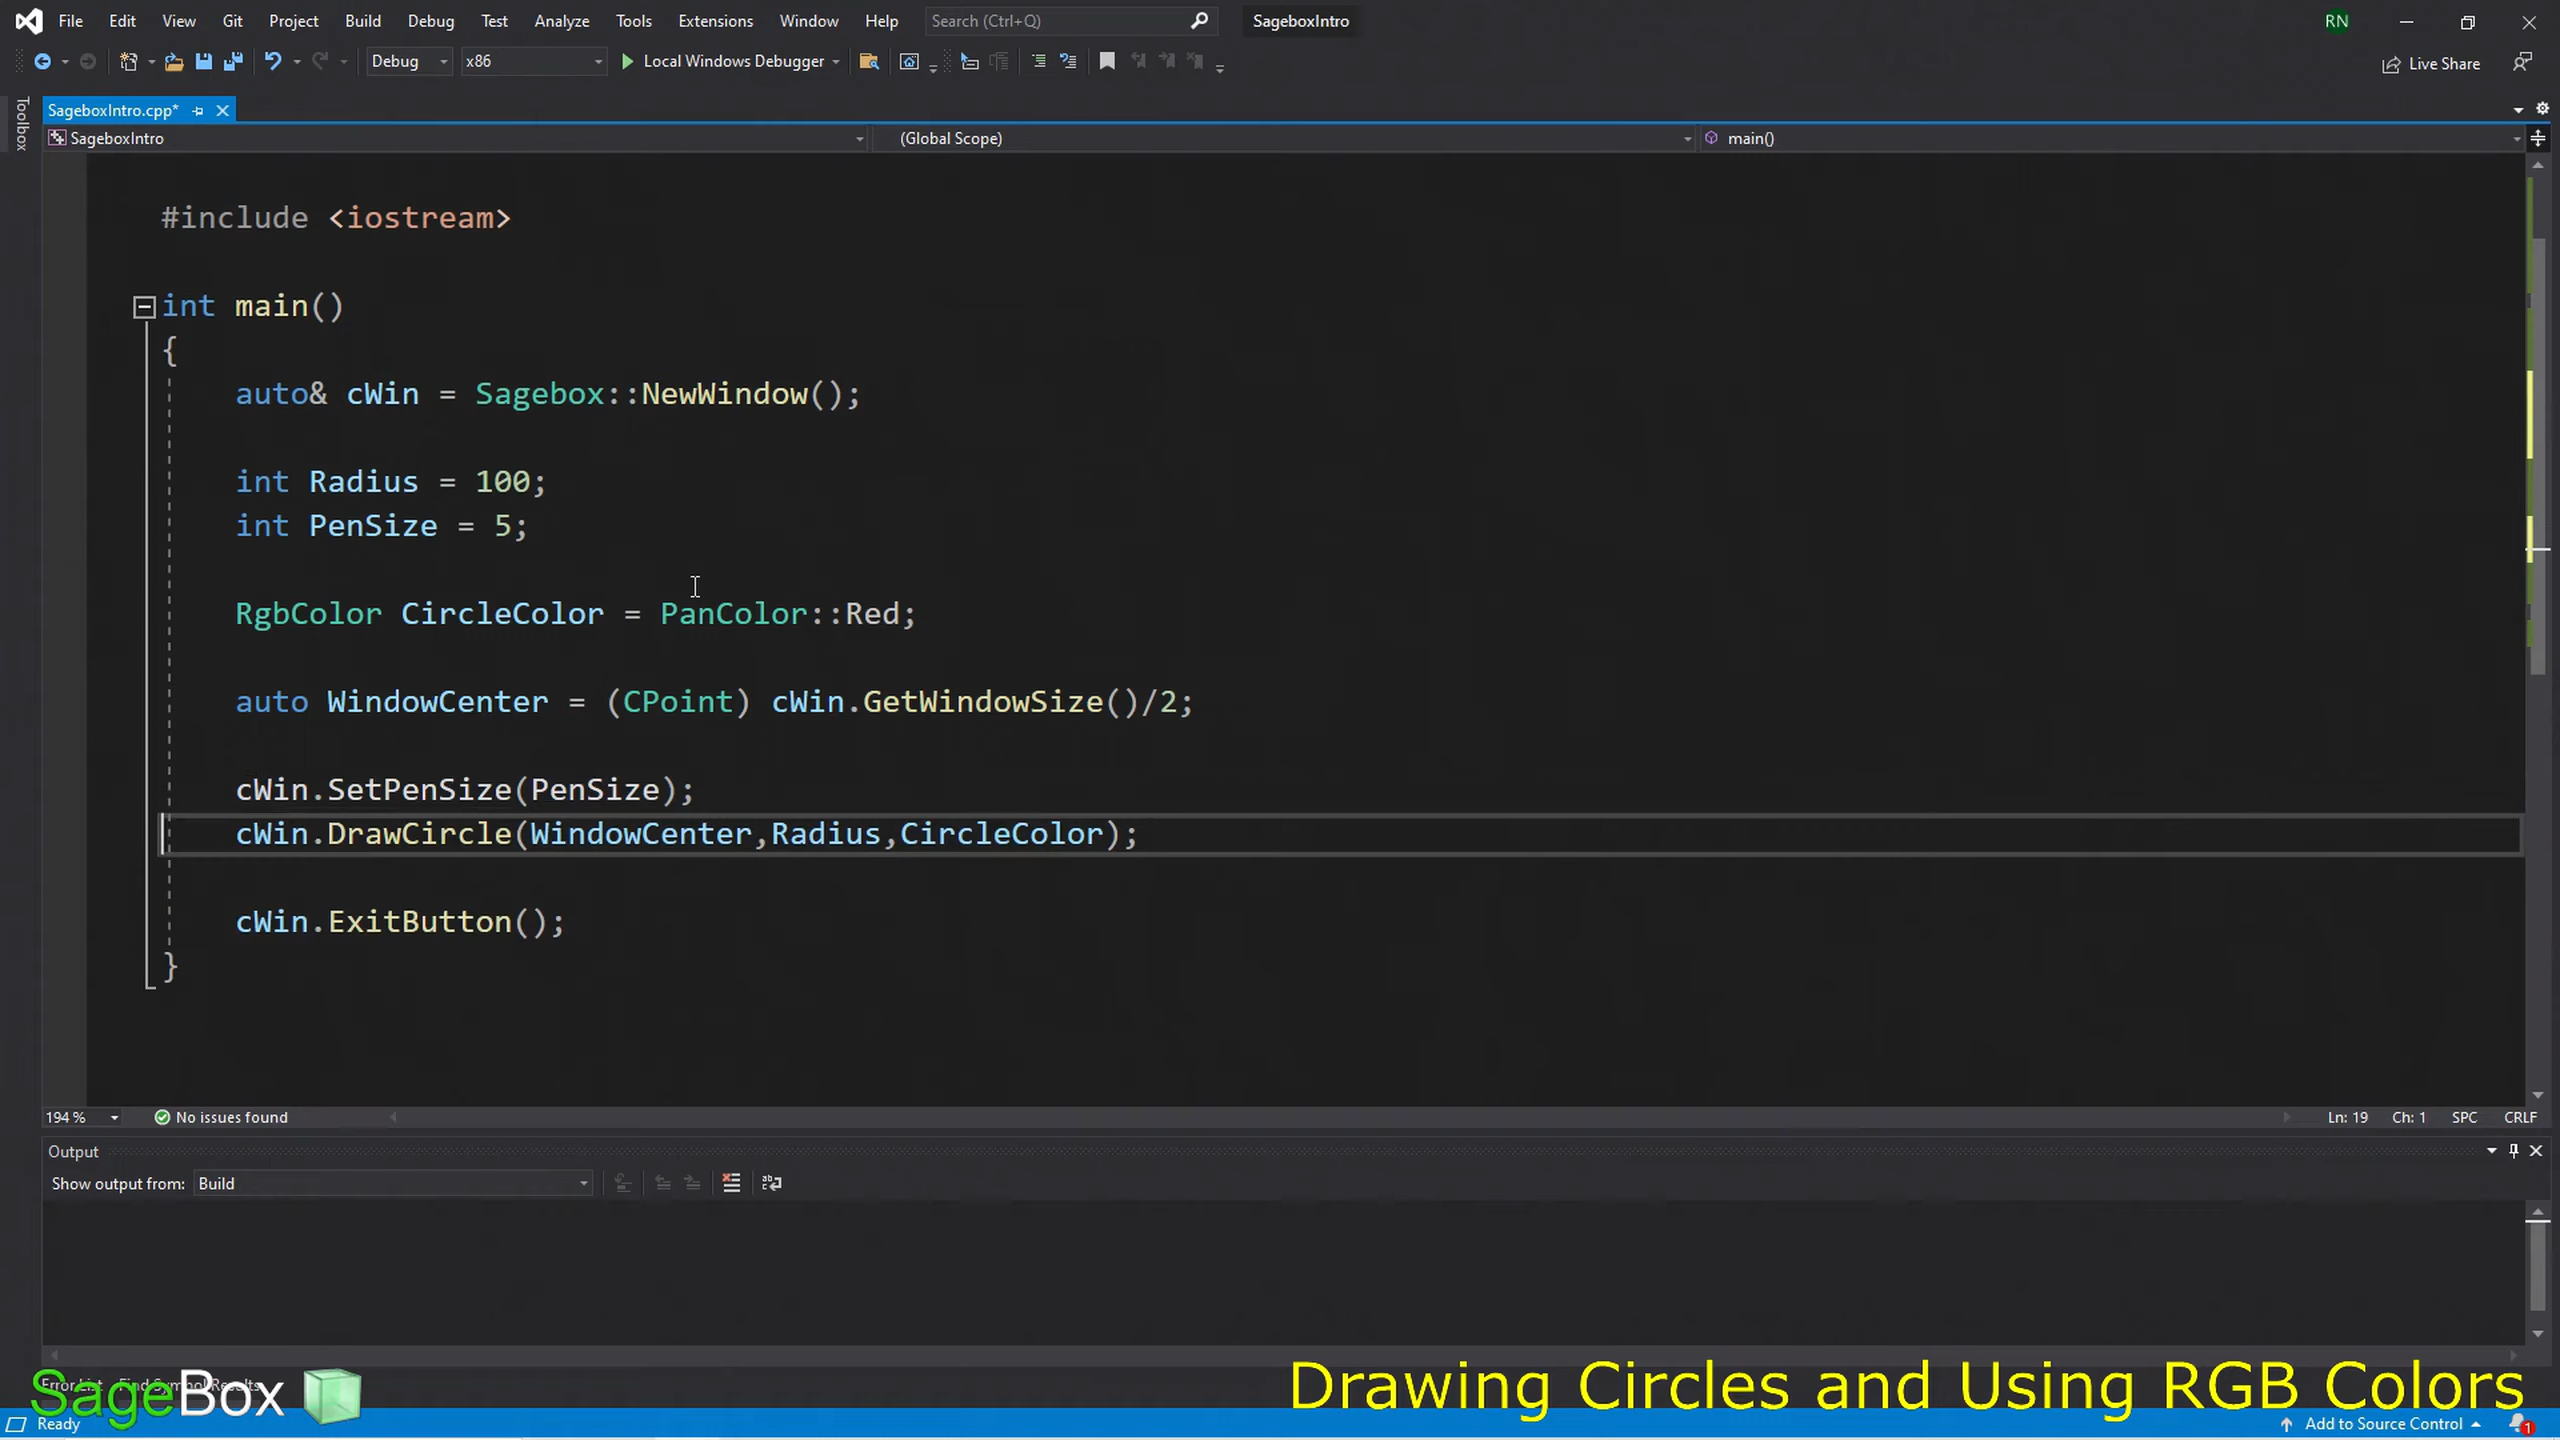 File Edit View Git Project Build Debug Test Analyze Tools Extensions Window Help Search (Ctrl+Q) SageboxIntro RN
Debug x86 Local Windows Debugger Live Share
Toolbox
SageboxIntro.cpp*
SageboxIntro (Global Scope) main()
#include <iostream>
int main()
{
auto& cWin = Sagebox::NewWindow();
int Radius = 100;
int PenSize = 5;
RgbColor CircleColor = PanColor::Red;
auto WindowCenter = (CPoint) cWin.GetWindowSize()/2;
cWin.SetPenSize(PenSize);
cWin.DrawCircle(WindowCenter,Radius,CircleColor);
cWin.ExitButton();
}
194 % No issues found Ln: 19 Ch: 1 SPC CRLF
Output
Show output from: Build
SageBox
Drawing Circles and Using RGB Colors
Ready Add to Source Control 1